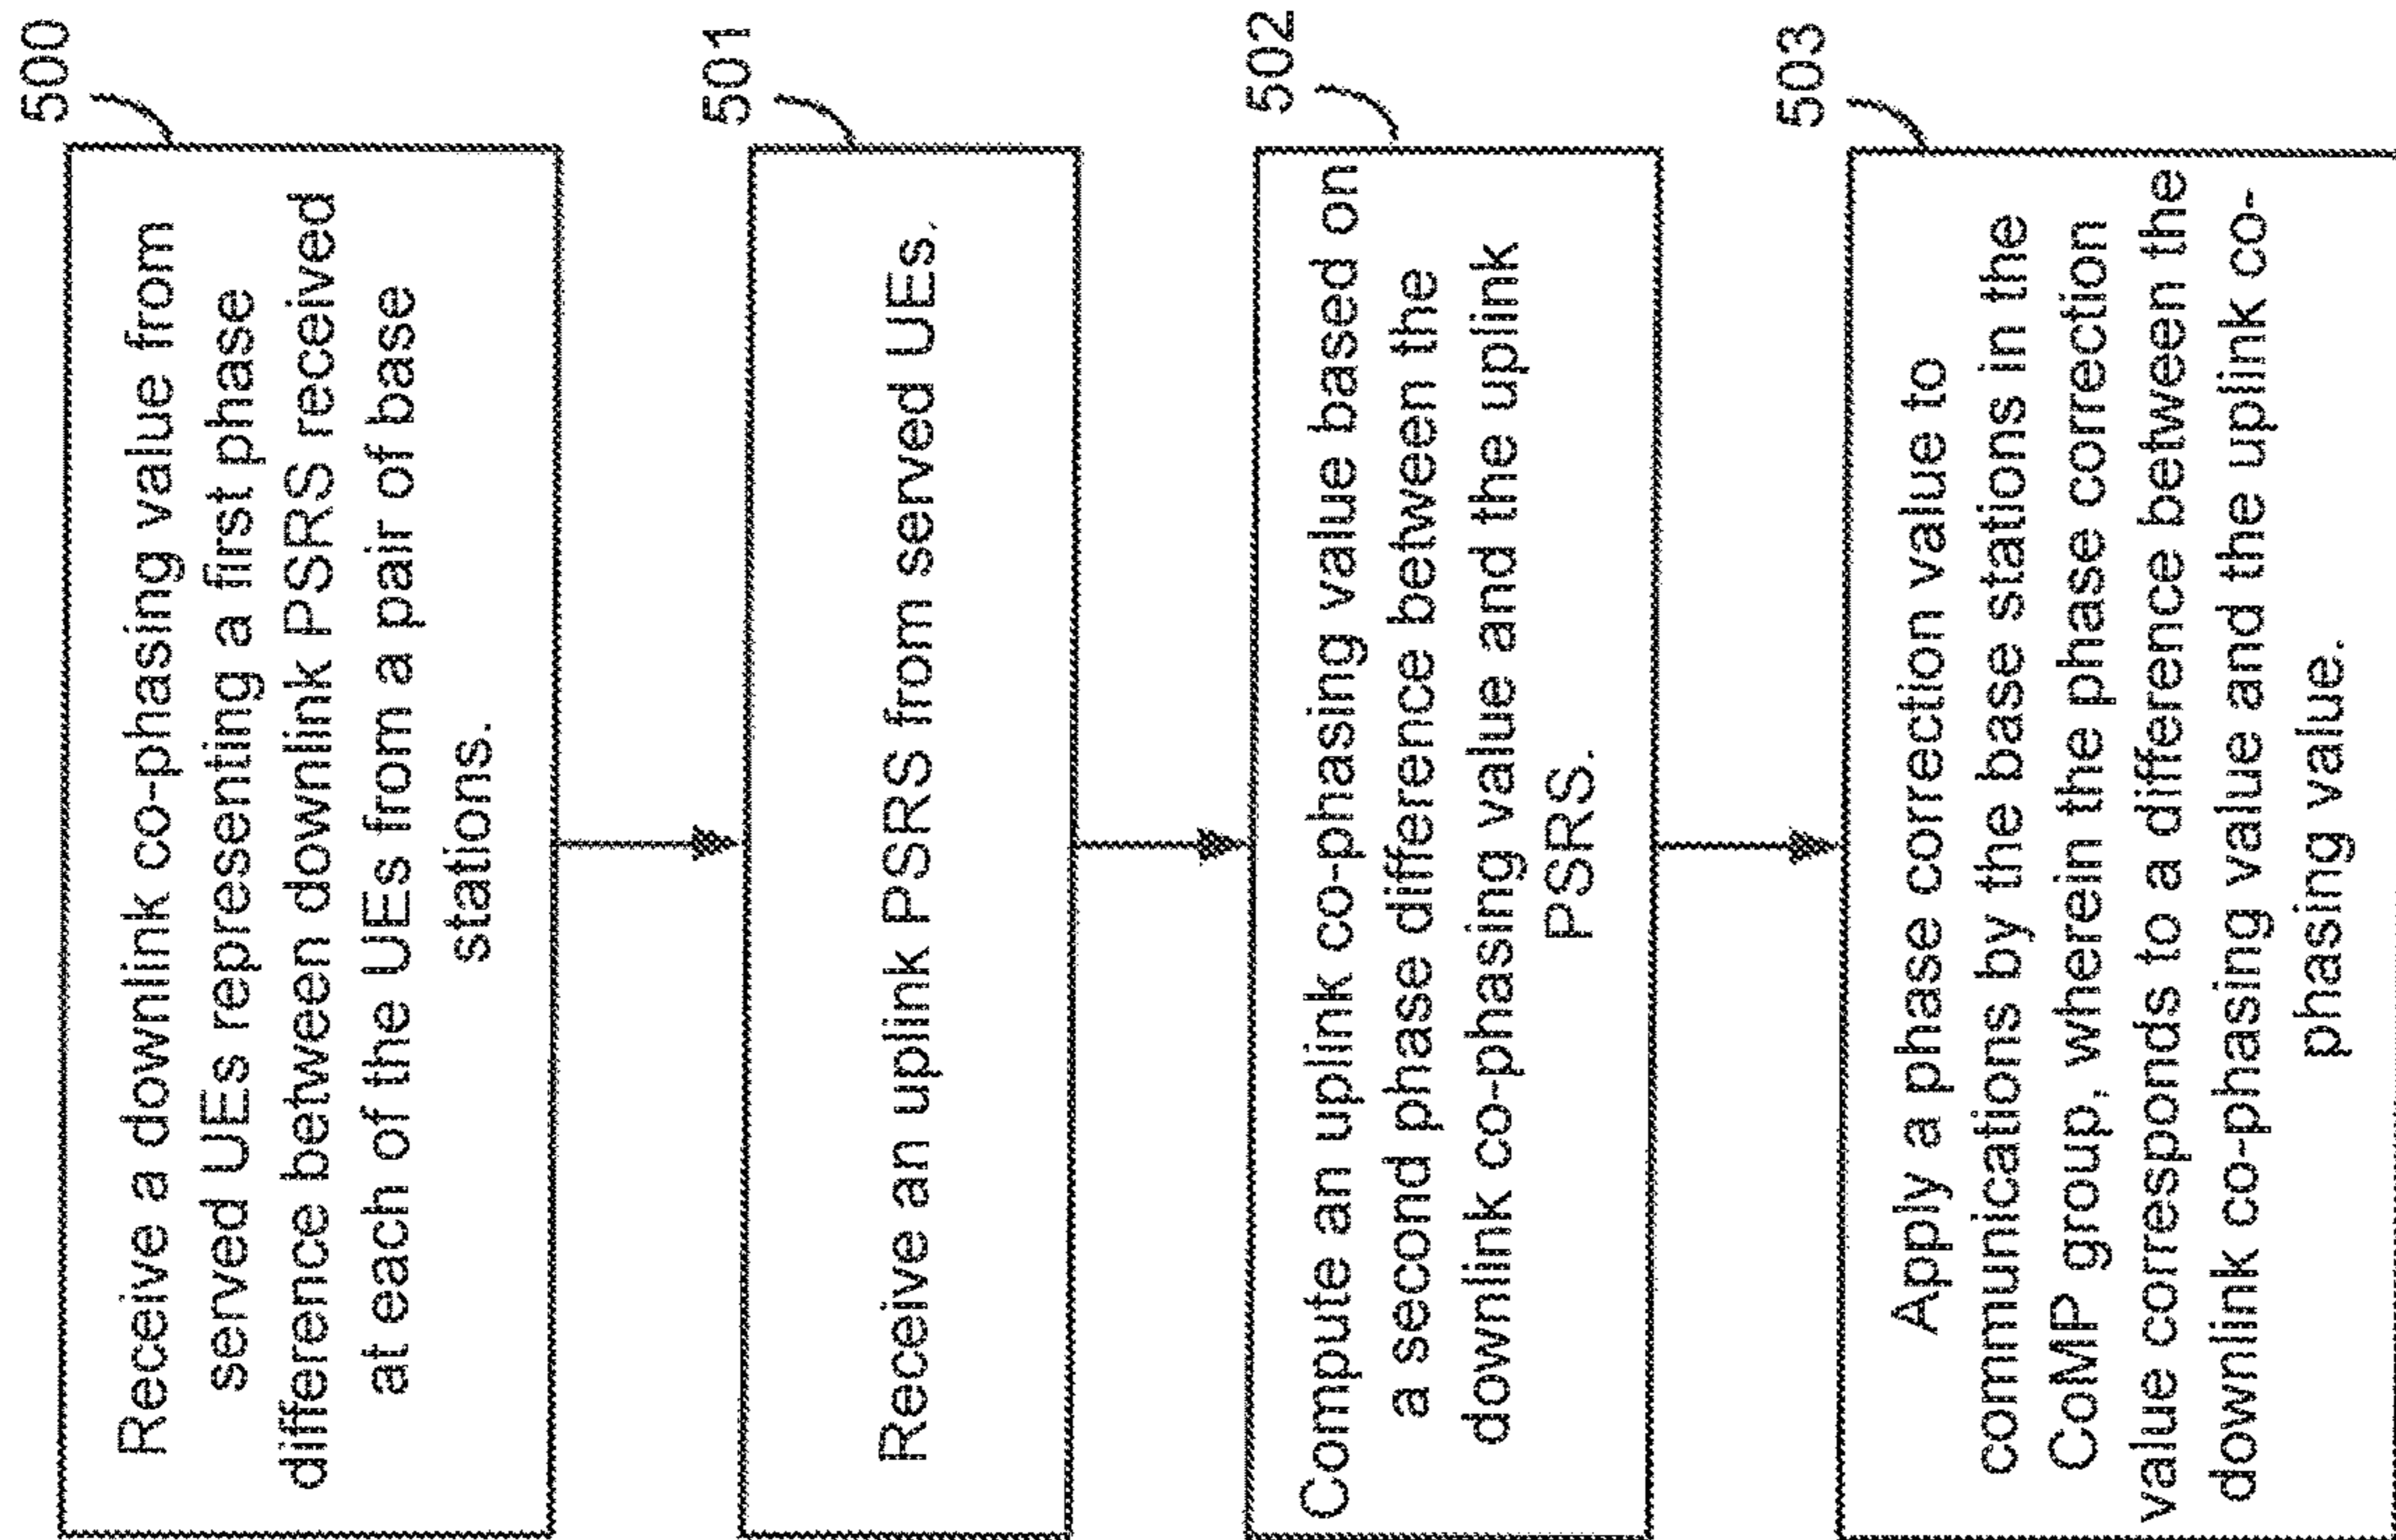 500
Receive a downlink co-phasing value from
served UEs representing a first phase
difference between downlink PSRS received
at each of the UEs from a pair of base
stations.
501
Receive an uplink PSRS from served UEs.
502
Compute an uplink co-phasing value based on
a second phase difference between the
downlink co-phasing value and the uplink
PSRS.
503
Apply a phase correction value to
communications by the base stations in the
CoMP group, wherein the phase correction
value corresponds to a difference between the
downlink co-phasing value and the uplink co-
phasing value.